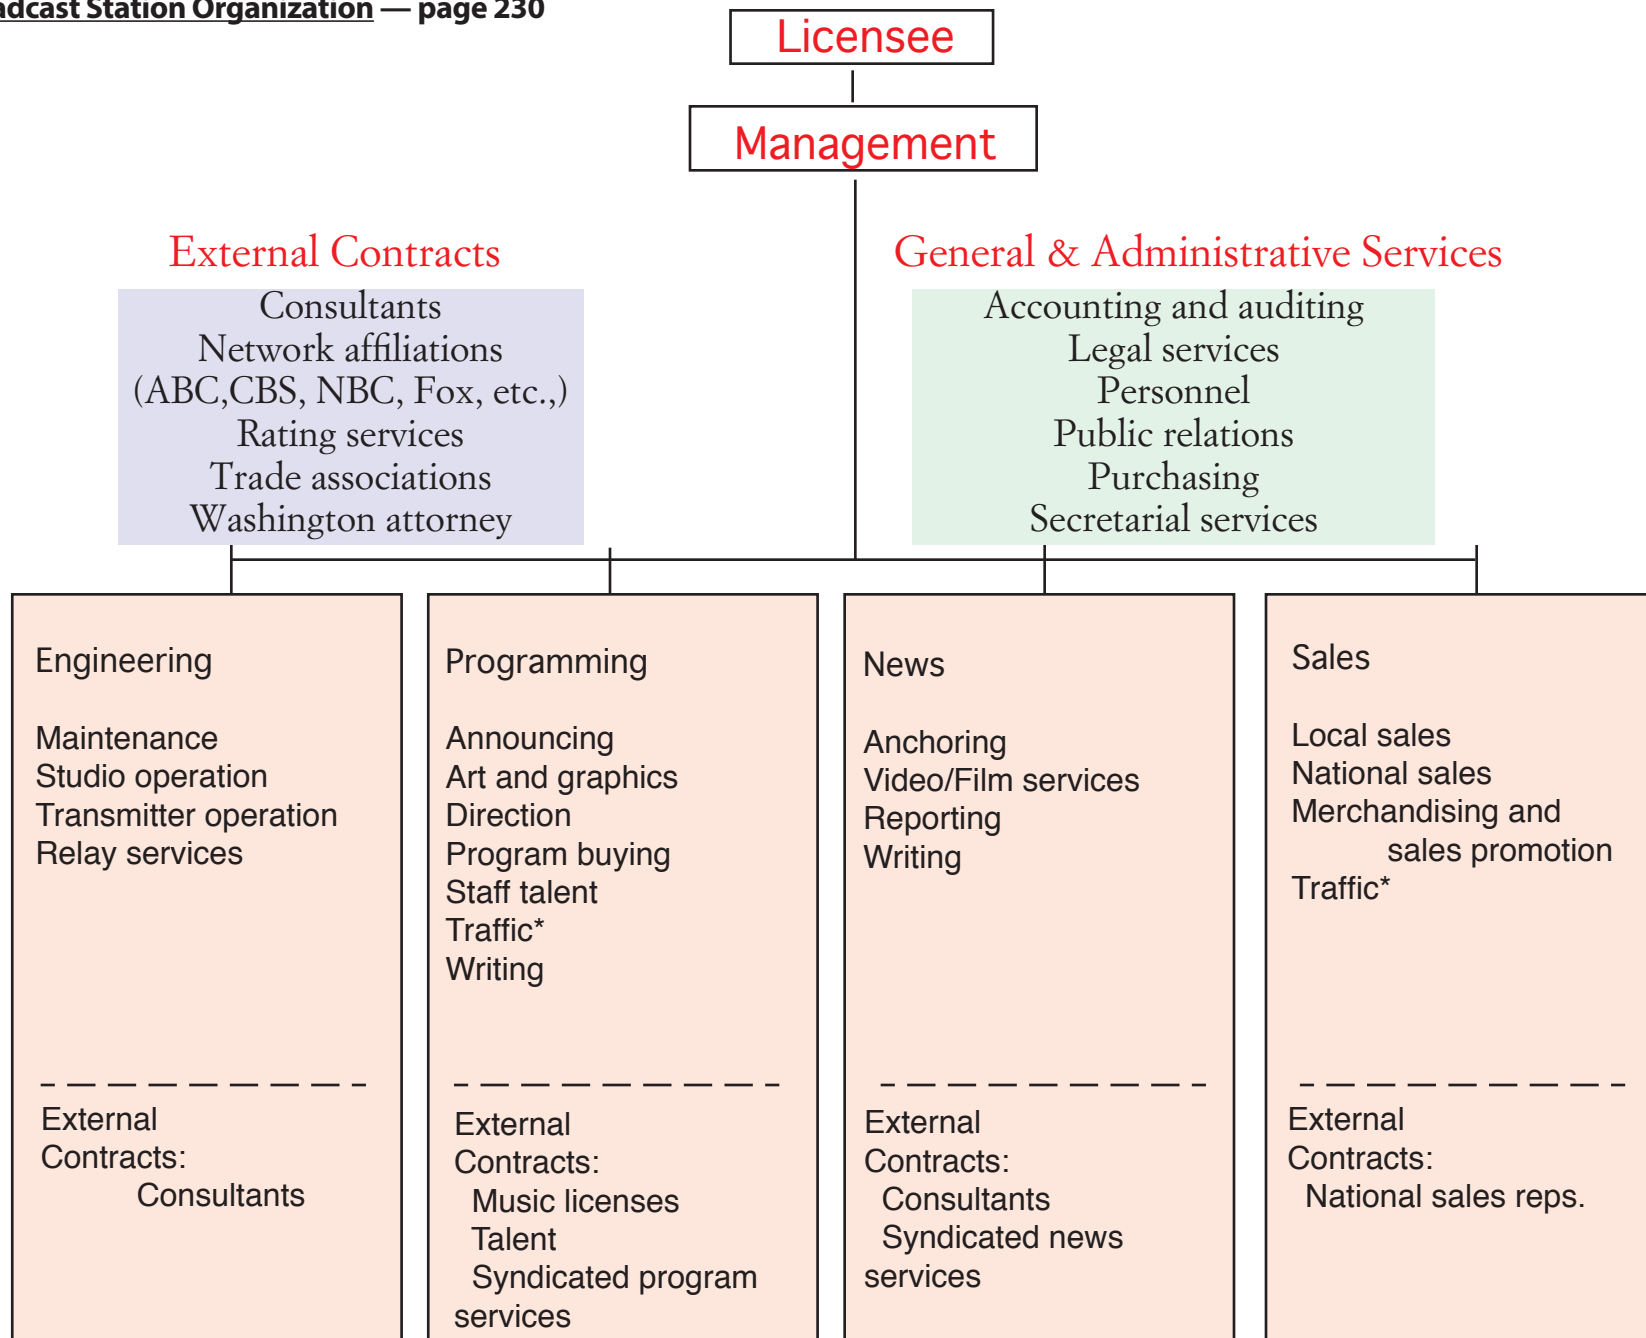 adcast Station Organization — page 230
Licensee
Management
External Contracts
Consultants
Network affiliations
(ABC,CBS, NBC, Fox, etc.,)
Rating services
Trade associations
Washington attorney
General & Administrative Services
Accounting and auditing
Legal services
Personnel
Public relations
Purchasing
Secretarial services
Engineering
Maintenance
Studio operation
Transmitter operation
Relay services
External
Contracts:
Consultants
Programming
Announcing
Art and graphics
Direction
Program buying
Staff talent
Traffic*
Writing
External
Contracts:
Music licenses
Talent
Syndicated program
services
News
Anchoring
Video/Film services
Reporting
Writing
External
Contracts:
Consultants
Syndicated news
services
Sales
Local sales
National sales
Merchandising and
sales promotion
Traffic*
External
Contracts:
National sales reps.